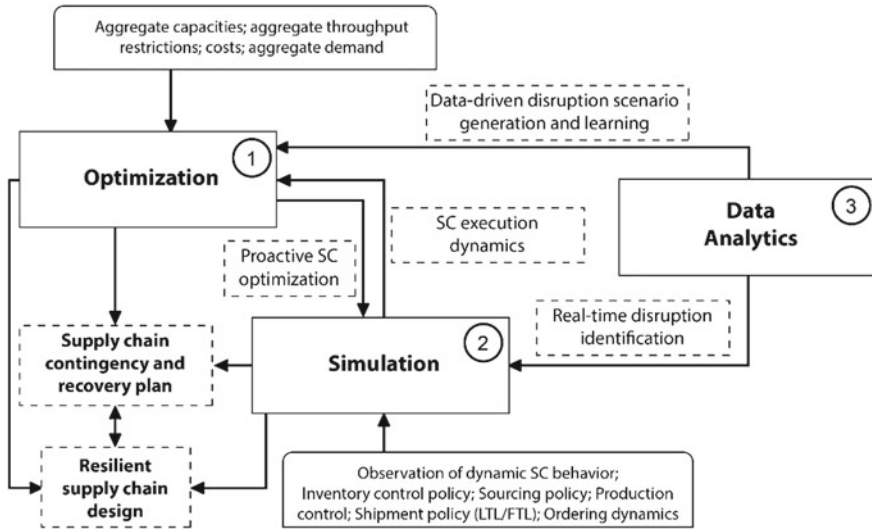 Aggregate capacities; aggregate throughput
restrictions; costs; aggregate demand
Data-driven disruption scenario
generation and learning
1
Optimization
3
Data
Analytics
SC execution
dynamics
Proactive SC
optimization
Real-time disruption
identification
Supply chain
contingency and
recovery plan
2
Simulation
Resilient
supply chain
design
Observation of dynamic SC behavior;
Inventory control policy; Sourcing policy; Production
control; Shipment policy (LTL/FTL); Ordering dynamics